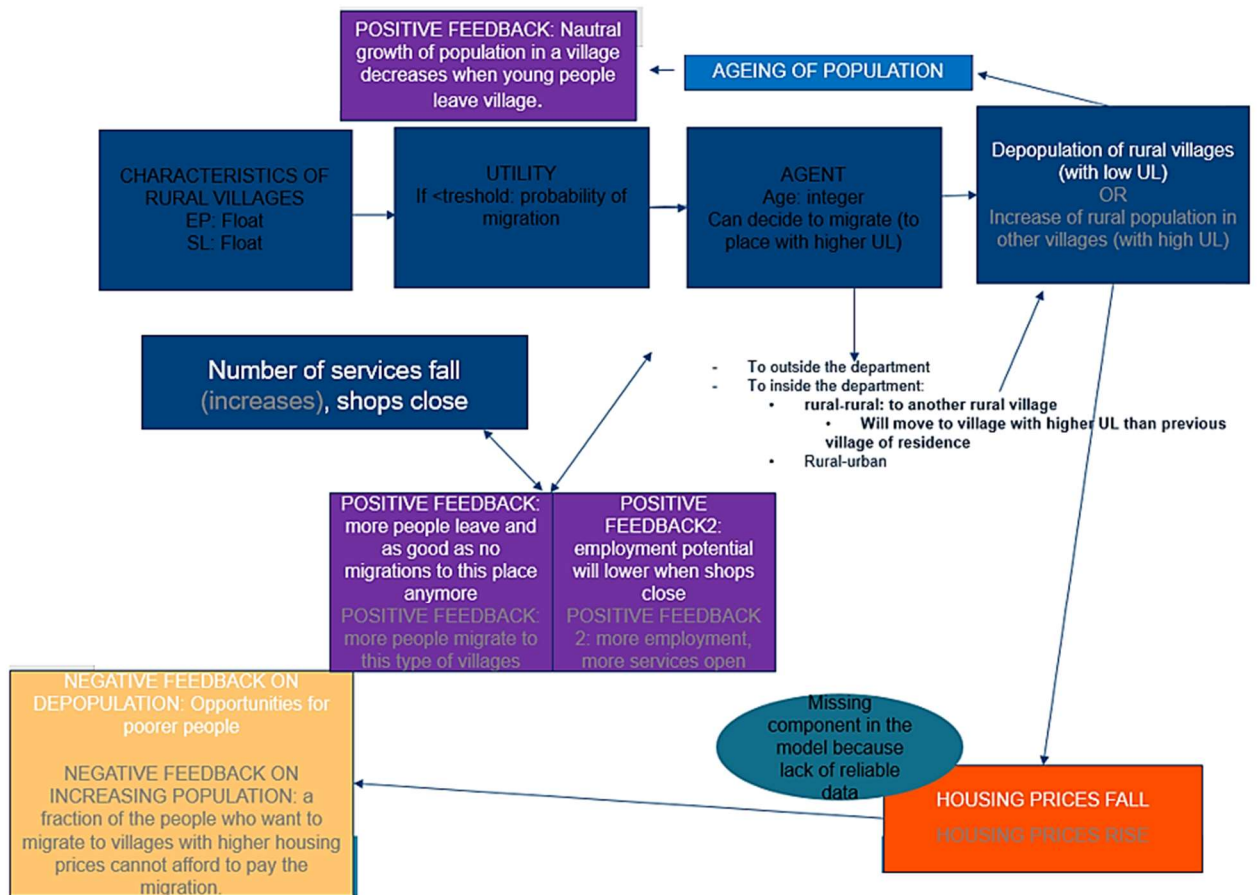 POSITIVE FEEDBACK: Nautral
growth of population in a village
decreases when young people
leave village.
AGEING OF POPULATION
CHARACTERISTICS OF
RURAL VILLAGES
EP: Float
SL: Float
UTILITY
If <treshold: probability of
migration
AGENT
Age: integer
Can decide to migrate (to
place with higher UL)
Depopulation of rural villages
(with low UL)
OR
Increase of rural population in
other villages (with high UL)
Number of services fall
(increases), shops close
- To outside the department
- To inside the department:
• rural-rural: to another rural village
• Will move to village with higher UL than previous
village of residence
• Rural-urban
POSITIVE FEEDBACK:
more people leave and
as good as no
migrations to this place
anymore
POSITIVE FEEDBACK:
more people migrate to
this type of villages
POSITIVE
FEEDBACK2:
employment potential
will lower when shops
close
POSITIVE FEEDBACK
2: more employment,
more services open
NEGATIVE FEEDBACK ON
DEPOPULATION: Opportunities for
poorer people
NEGATIVE FEEDBACK ON
INCREASING POPULATION: a
fraction of the people who want to
migrate to villages with higher housing
prices cannot afford to pay the
migration.
Missing
component in the
model because
lack of reliable
data
HOUSING PRICES FALL
HOUSING PRICES RISE